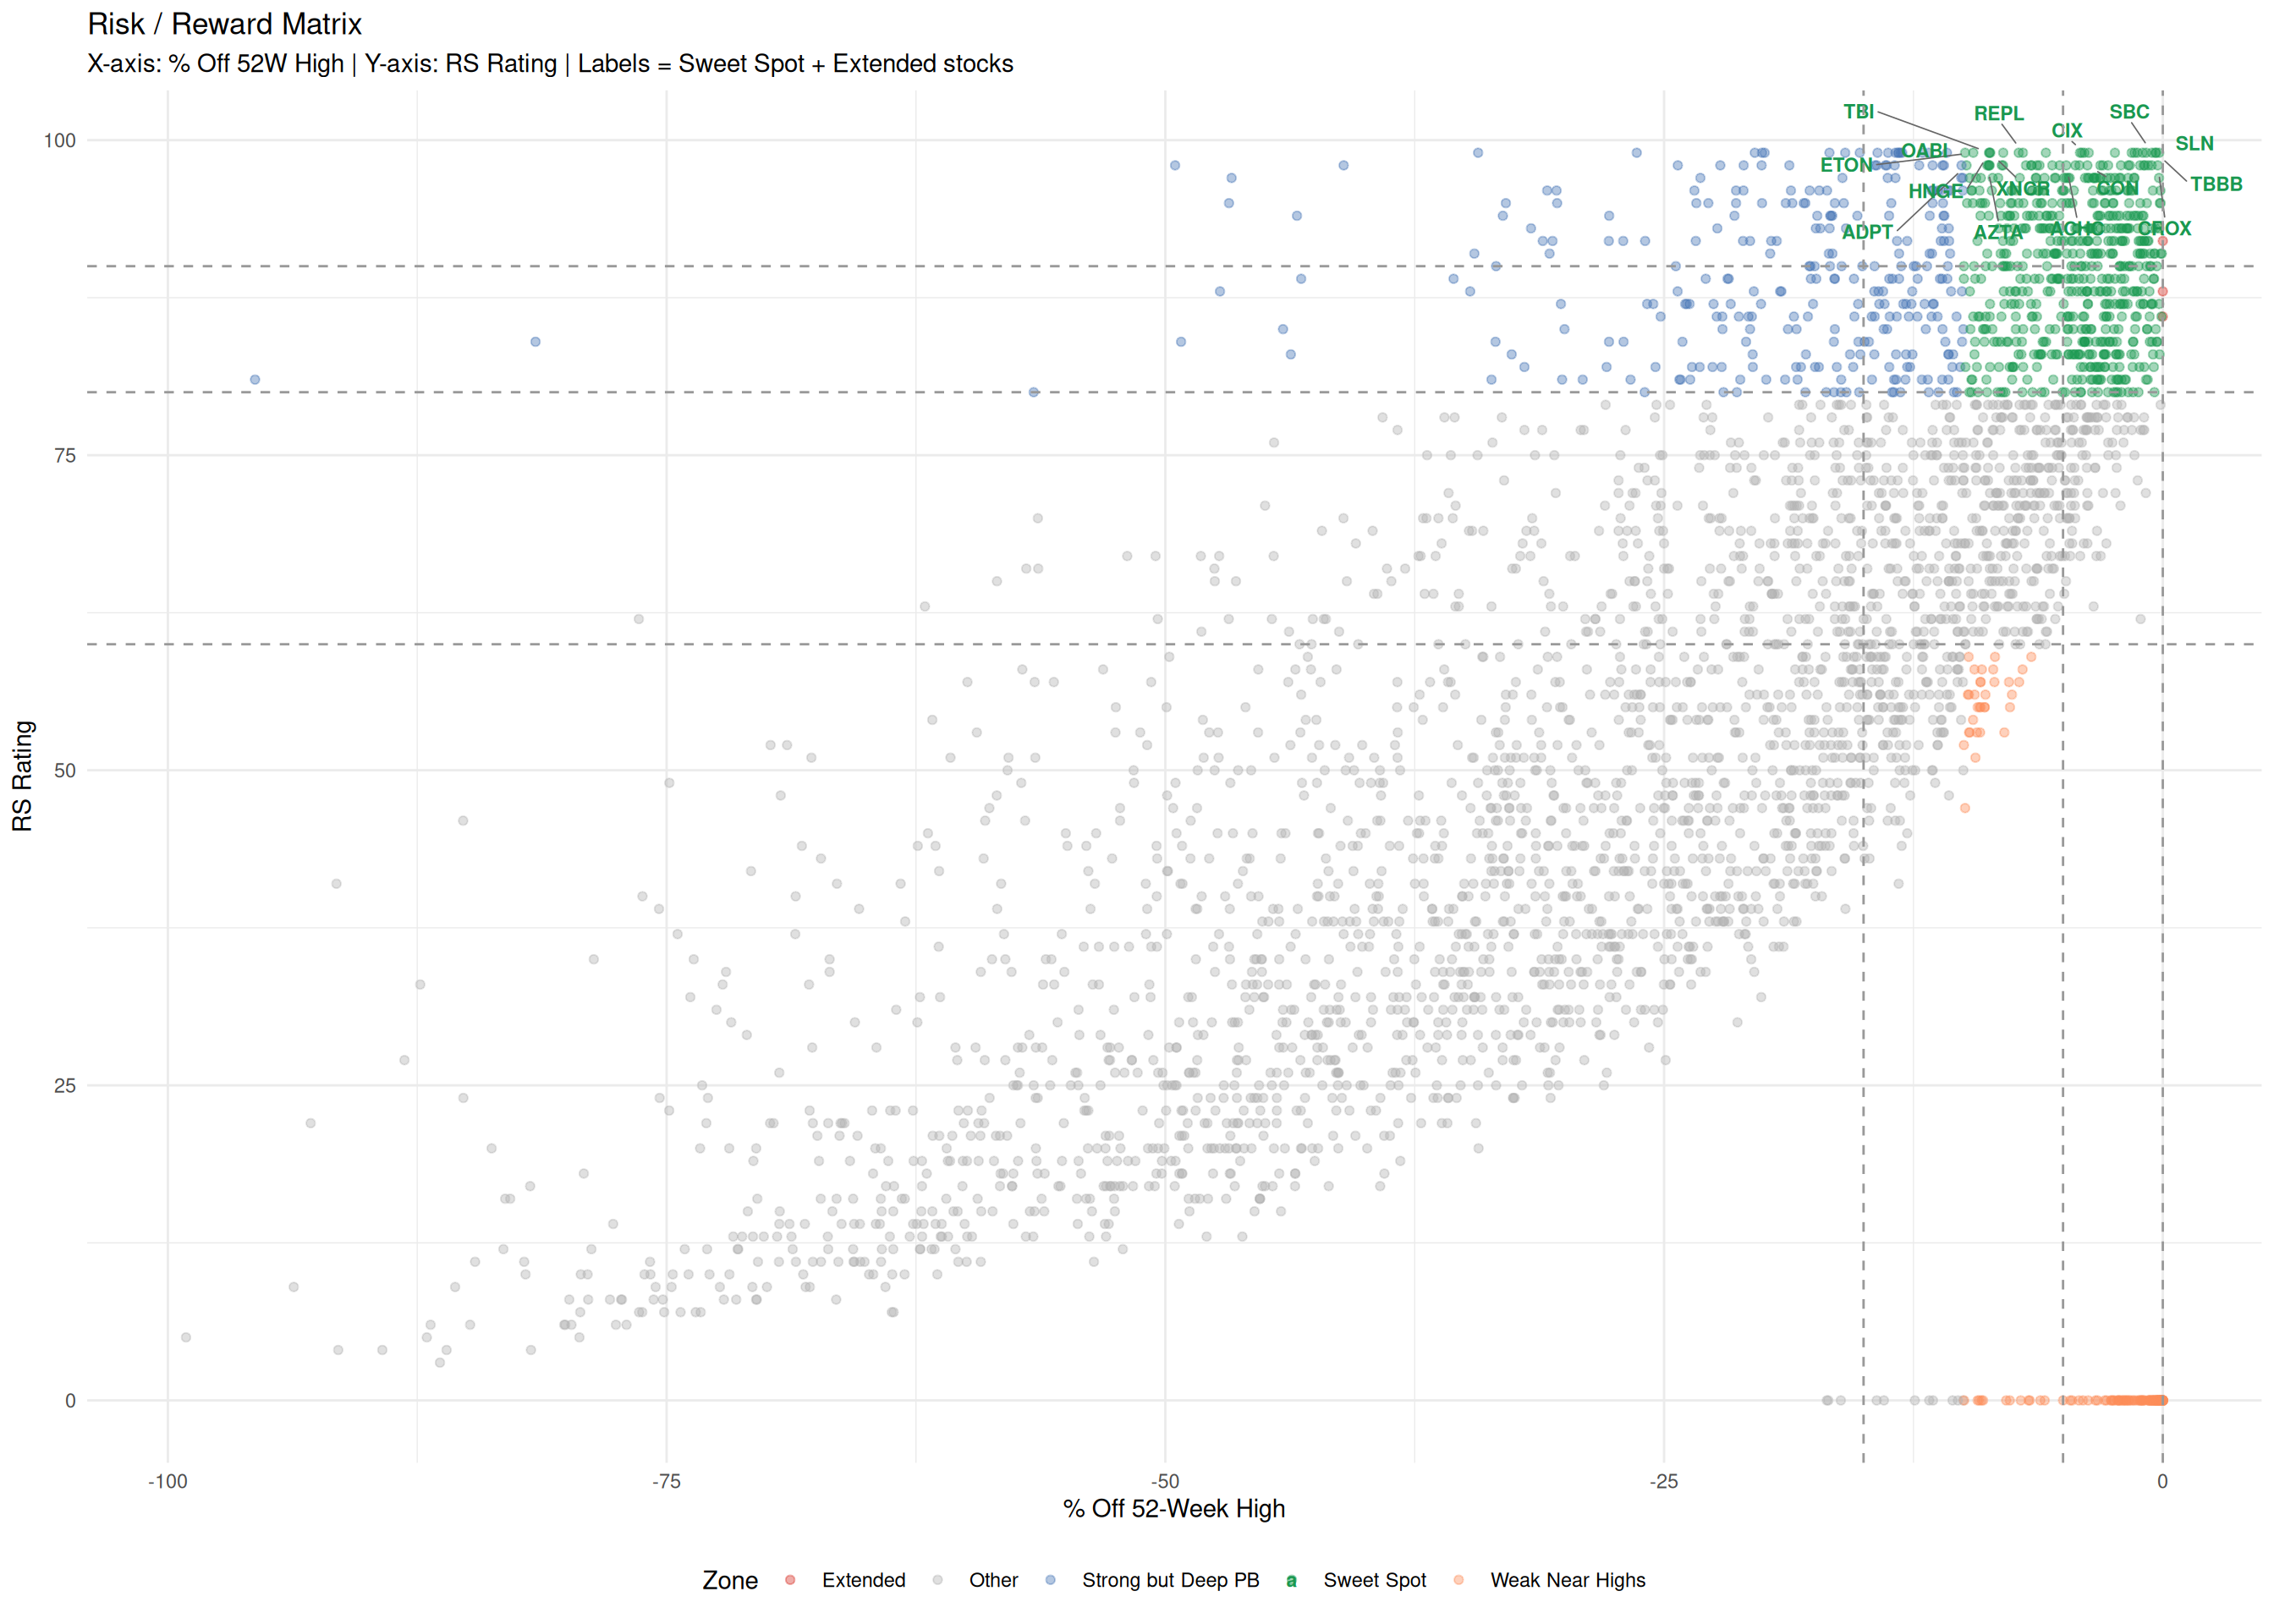 Risk / Reward Matrix
X-axis: % Off 52W High | Y-axis: RS Rating | Labels = Sweet Spot + Extended stocks
TBI
REPL
SBC
OIX
SLN
OABI
ETON
TBBB
HNGE
XNCR
CON
ADPT
AZTA
ACHC
CROX
100
75
50
25
0
RS Rating
-100
-75
-50
-25
0
% Off 52-Week High
Zone
Extended
Other
Strong but Deep PB
a
Sweet Spot
Weak Near Highs